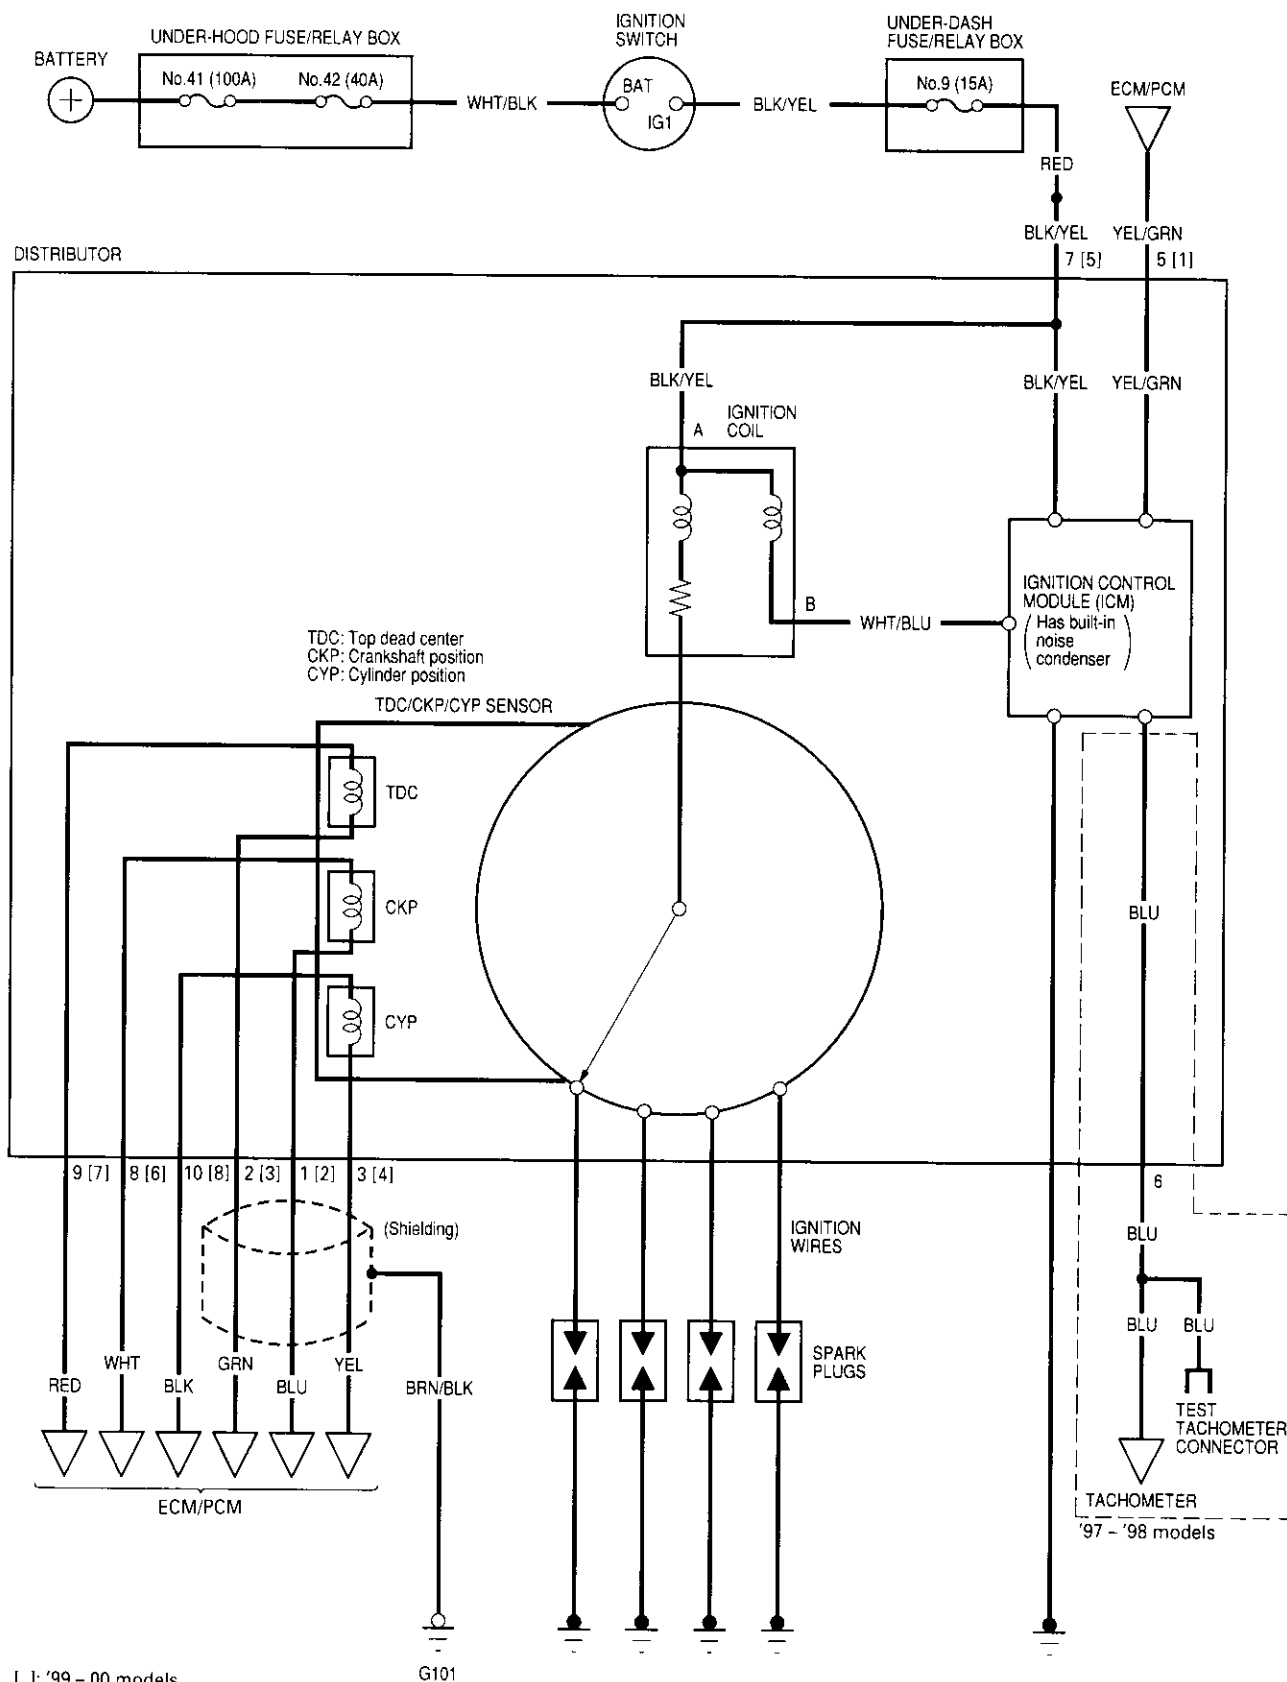 IGNITION
SWITCH
UNDER-DASH
FUSE/RELAY BOX
UNDER-HOOD FUSE/RELAY BOX
BATTERY
No.41 (100A)
No.42 (40A)
WHT/BLK
BAT
IG1
BLK/YEL
No.9 (15A)
ECM/PCM
RED
BLK/YEL
YEL/GRN
DISTRIBUTOR
7 [5]
5 [1]
BLK/YEL
BLK/YEL
YEL/GRN
A
IGNITION
COIL
B
WHT/BLU
IGNITION CONTROL
MODULE (ICM)
(Has built-in
noise
condenser)
TDC: Top dead center
CKP: Crankshaft position
CYP: Cylinder position
TDC/CKP/CYP SENSOR
TDC
CKP
CYP
BLU
9 [7]
8 [6]
10 [8]
2 [3]
1 [2]
3 [4]
6
(Shielding)
IGNITION
WIRES
BLU
BLU
BLU
SPARK
PLUGS
RED
WHT
BLK
GRN
BLU
YEL
BRN/BLK
TEST
TACHOMETER
CONNECTOR
ECM/PCM
TACHOMETER
'97 – '98 models
G101
[ ]: '99 – 00 models